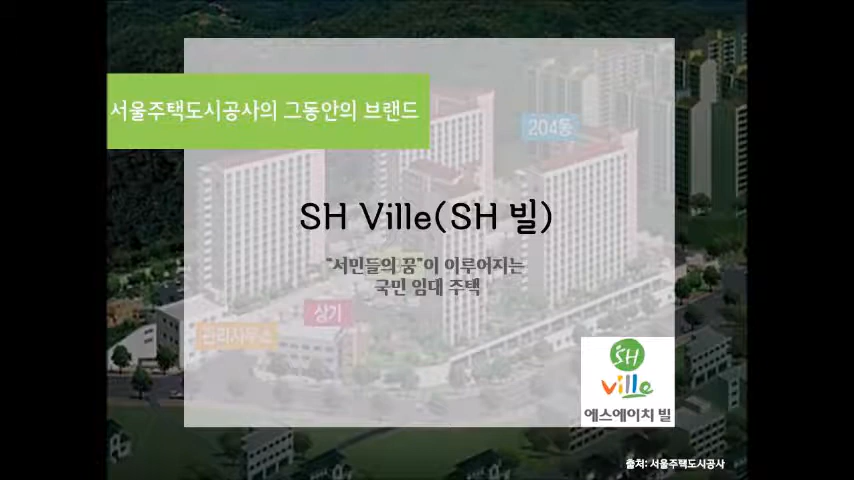 서울주택도시공사의 그동안의 브랜드
204동
SH Ville(SH 빌)
"서민들의 꿈"이 이루어지는
국민 임대 주택
상가
관리사무소
SH
ville
에스에이치 빌
출처: 서울주택도시공사